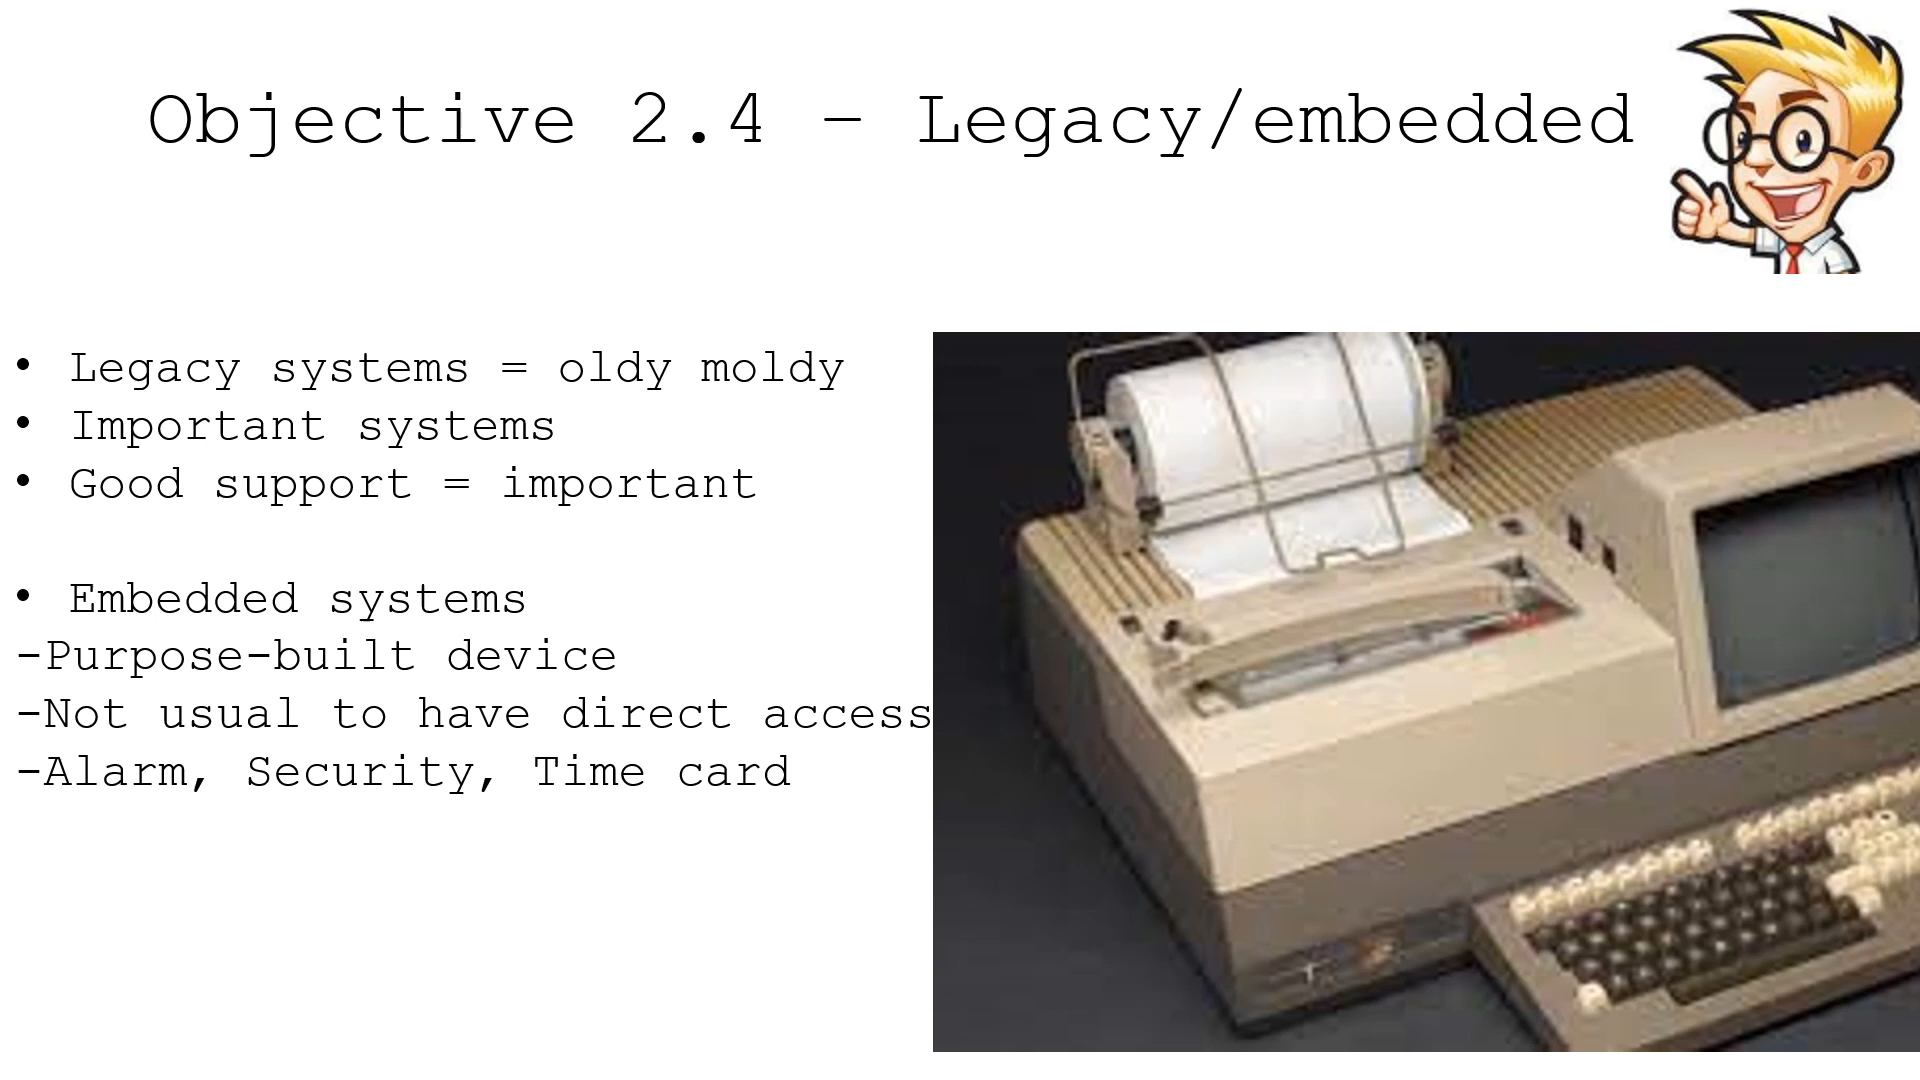 Objective 2.4 – Legacy/embedded
• Legacy systems = oldy moldy
• Important systems
• Good support = important
• Embedded systems
-Purpose-built device
-Not usual to have direct access
-Alarm, Security, Time card